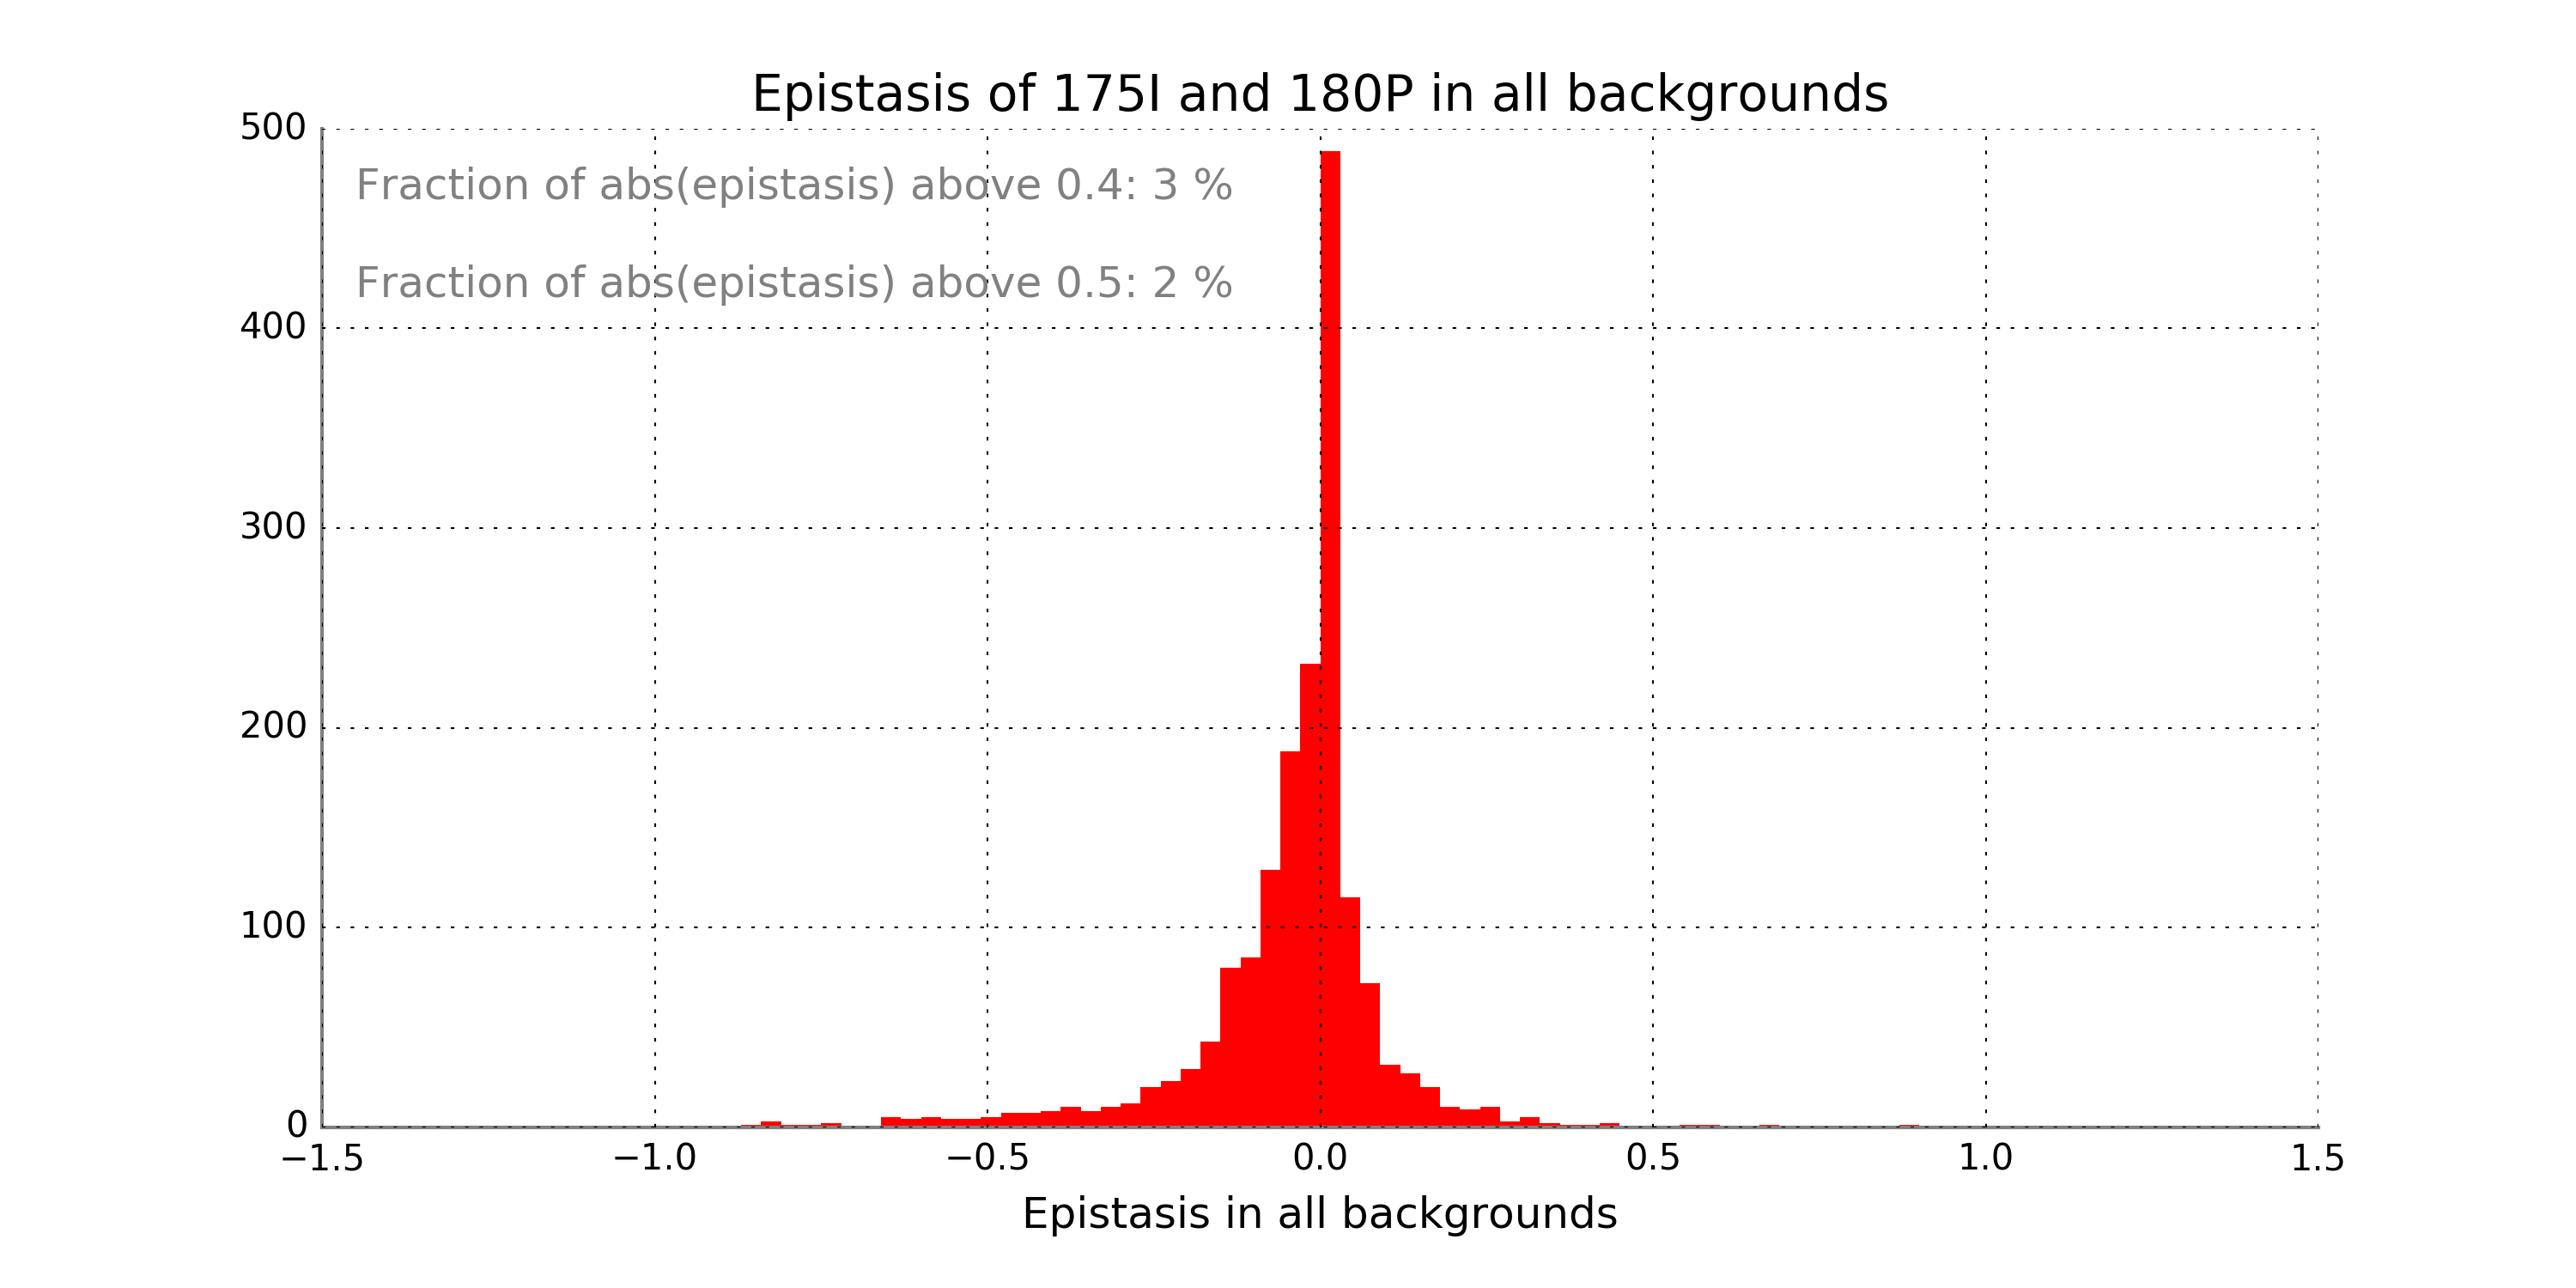 Epistasis of 175I and 180P in all backgrounds
500
Fraction of abs(epistasis) above 0.4: 3 %
Fraction of abs(epistasis) above 0.5: 2 %
400
300
200
100
0
−1.5 −1.0 −0.5 0.0 0.5 1.0 1.5
Epistasis in all backgrounds